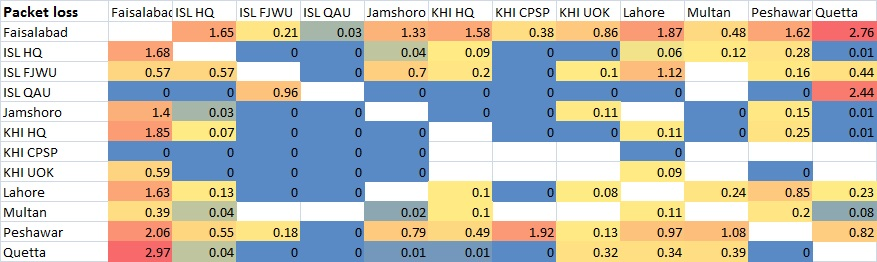 Packet loss Faisalabad ISL HQ ISL FJWU ISL QAU Jamshoro KHI HQ KHI CPSP KHI UOK Lahore Multan Peshawar Quetta
Faisalabad 1.65 0.21 0.03 1.33 1.58 0.38 0.86 1.87 0.48 1.62 2.76
ISL HQ 1.68 0 0 0.04 0.09 0 0 0.06 0.12 0.28 0.01
ISL FJWU 0.57 0.57 0 0.7 0.2 0 0.1 1.12 0.16 0.44
ISL QAU 0 0 0.96 0 0 0 0 0 0 0 2.44
Jamshoro 1.4 0.03 0 0 0 0 0.11 0 0.15 0.01
KHI HQ 1.85 0.07 0 0 0 0 0 0.11 0 0.25 0.01
KHI CPSP 0 0 0 0 0 0
KHI UOK 0.59 0 0 0 0 0.09 0
Lahore 1.63 0.13 0 0 0.1 0 0.08 0.24 0.85 0.23
Multan 0.39 0.04 0 0.02 0.1 0.11 0.2 0.08
Peshawar 2.06 0.55 0.18 0 0.79 0.49 1.92 0.13 0.97 1.08 0.82
Quetta 2.97 0.04 0 0 0.01 0.01 0 0.32 0.34 0.39 0